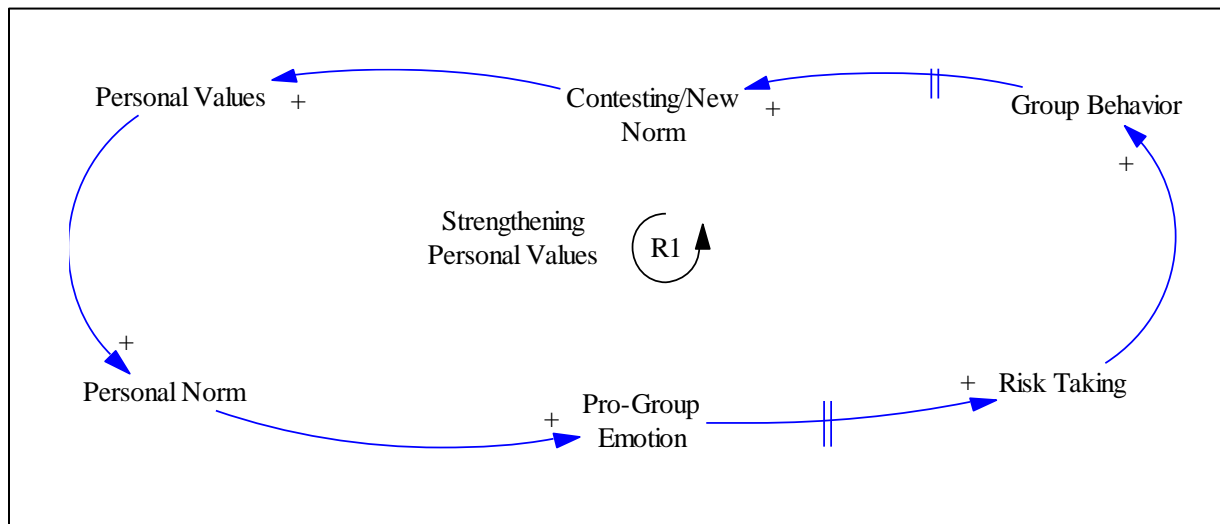 Personal Values
+
Contesting/New
Norm
+
Group Behavior
+
Strengthening
Personal Values
R1
+
Personal Norm
+
Pro-Group
Emotion
+
Risk Taking